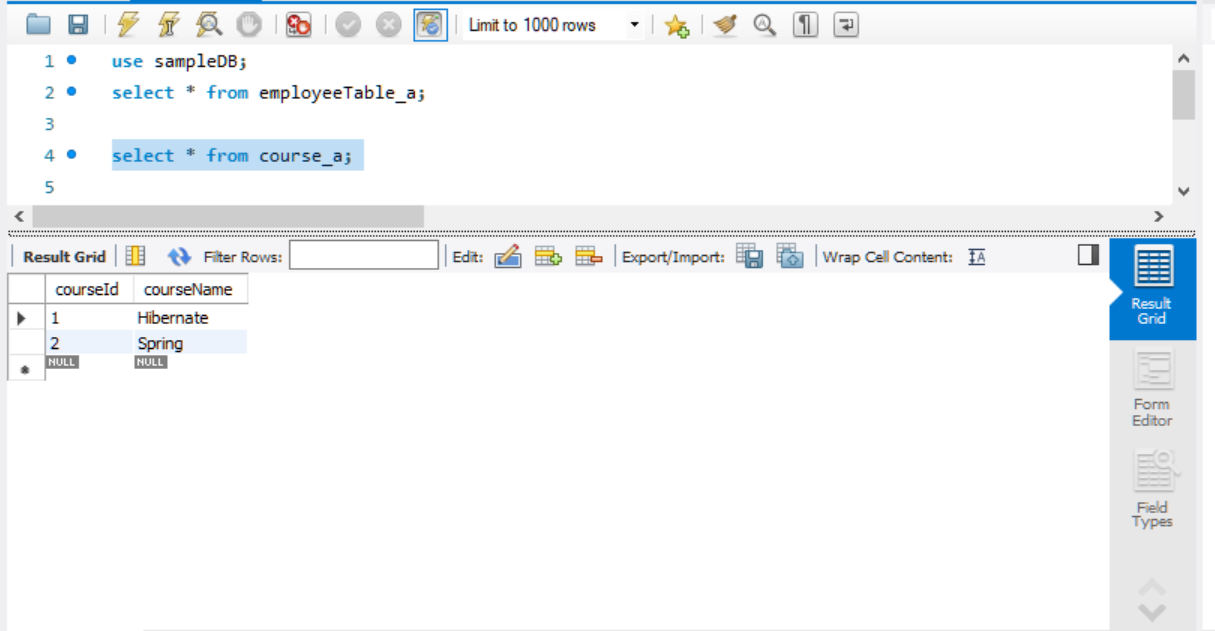 Limit to 1000 rows
1 use sampleDB;
2 select * from employeeTable_a;
3
4 select * from course_a;
5
Result Grid Filter Rows: Edit: Export/Import: Wrap Cell Content: IA
courseId courseName
1 Hibernate
2 Spring
NULL NULL
Result
Grid
Form
Editor
Field
Types